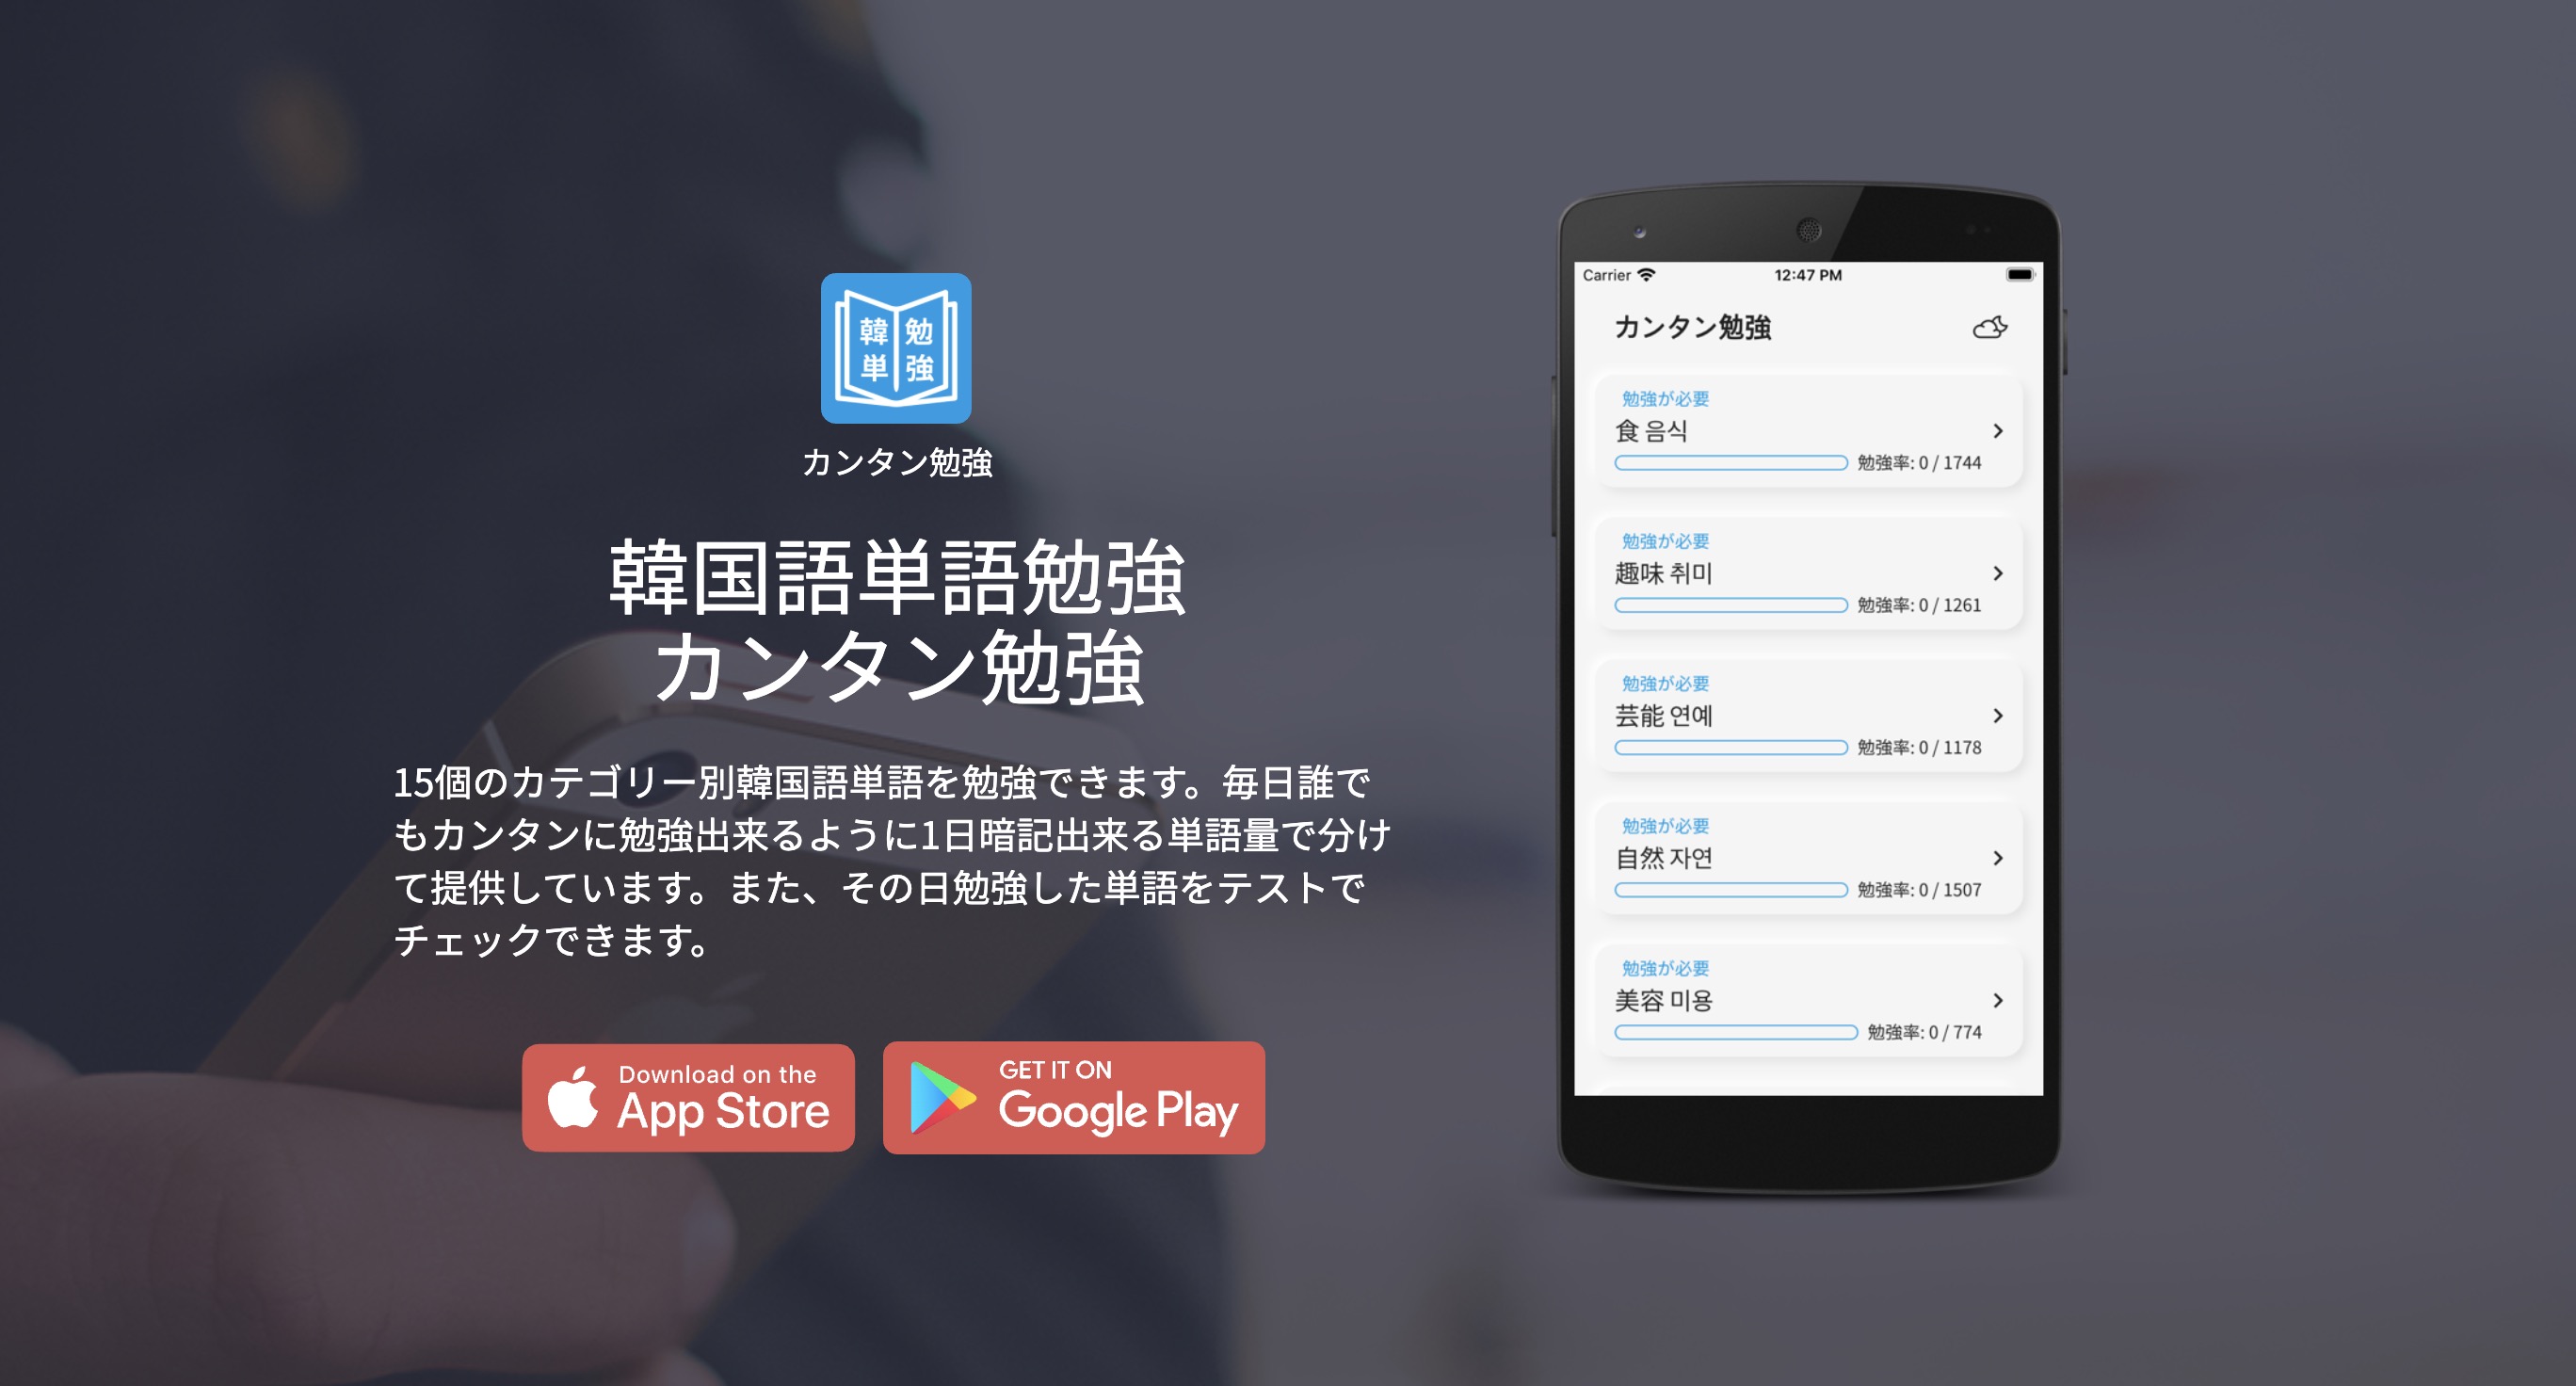 韓 勉
単 強
カンタン勉強
韓国語単語勉強
カンタン勉強
15個のカテゴリー別韓国語単語を勉強できます。毎日誰で
もカンタンに勉強出来るように1日暗記出来る単語量で分け
て提供しています。また、その日勉強した単語をテストで
チェックできます。
Download on the
App Store
GET IT ON
Google Play
Carrier 12:47 PM
カンタン勉強
勉強が必要
食 음식
勉強率: 0 / 1744
勉強が必要
趣味 취미
勉強率: 0 / 1261
勉強が必要
芸能 연예
勉強率: 0 / 1178
勉強が必要
自然 자연
勉強率: 0 / 1507
勉強が必要
美容 미용
勉強率: 0 / 774